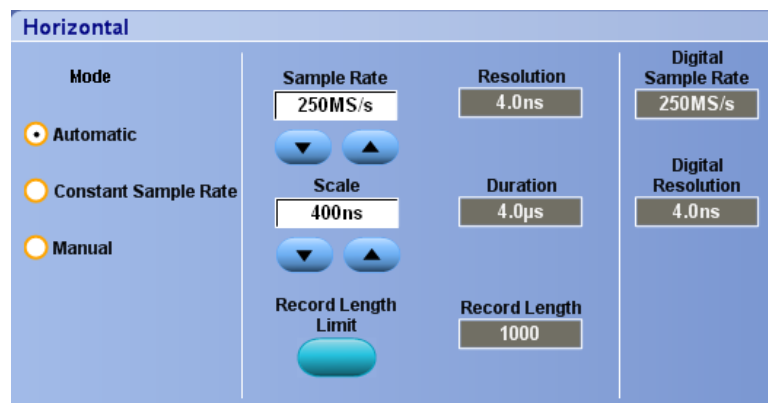 Horizontal
Mode
Automatic
Constant Sample Rate
Manual
Sample Rate
250MS/s
Scale
400ns
Record Length
Limit
Resolution
4.0ns
Duration
4.0µs
Record Length
1000
Digital
Sample Rate
250MS/s
Digital
Resolution
4.0ns